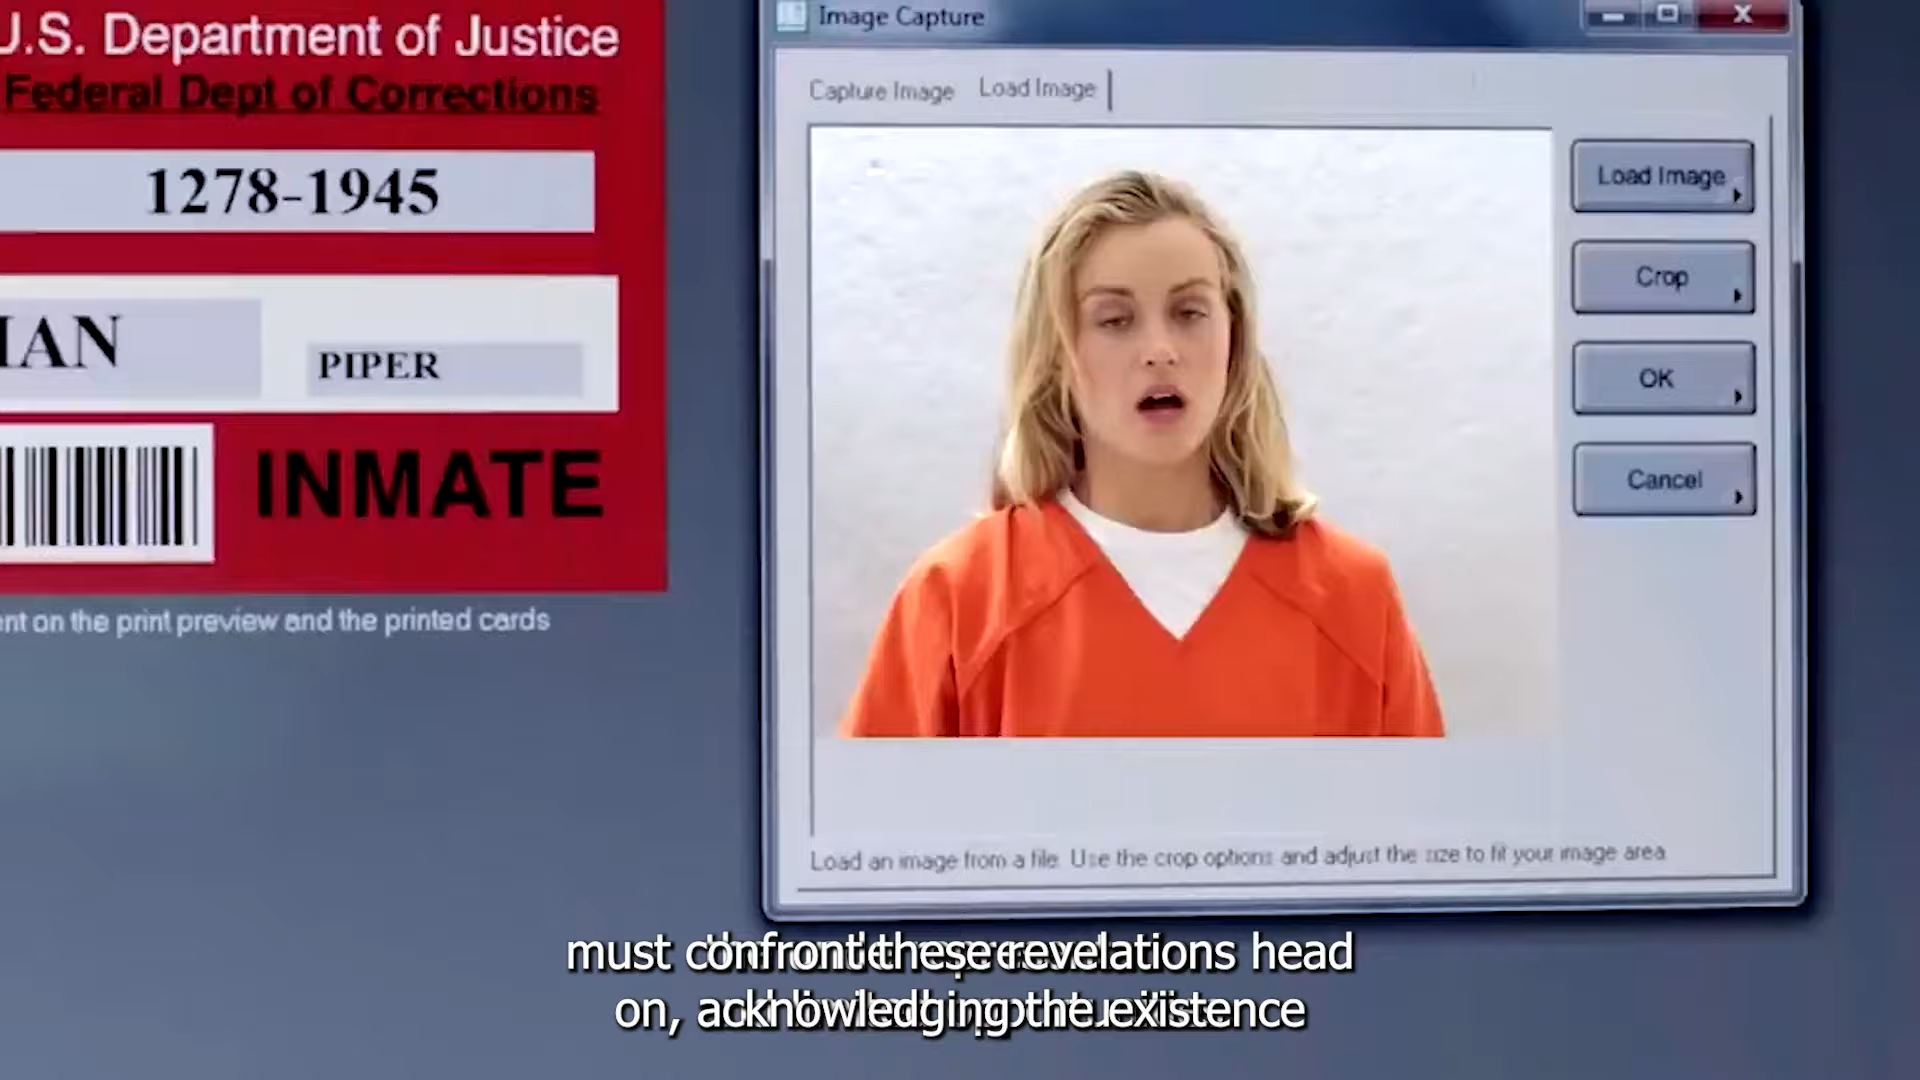 U.S. Department of Justice
Federal Dept of Corrections
1278-1945
IAN
PIPER
INMATE
on the print preview and the printed cards
Image Capture
Capture Image
Load Image
Load Image
Crop
OK
Cancel
Load an image from a file. Use the crop options and adjust the size to fit your image area
must confront these revelations head
on, acknowledging the existence